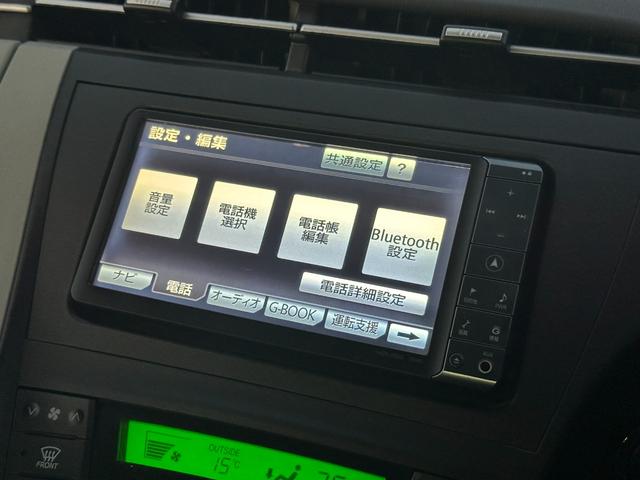 設定・編集
共通設定
?
音量
設定
電話機
選択
電話帳
編集
Bluetooth
設定
電話詳細設定
ナビ
電話
オーディオ
G-BOOK
運転支援
OUTSIDE
15℃
FRONT